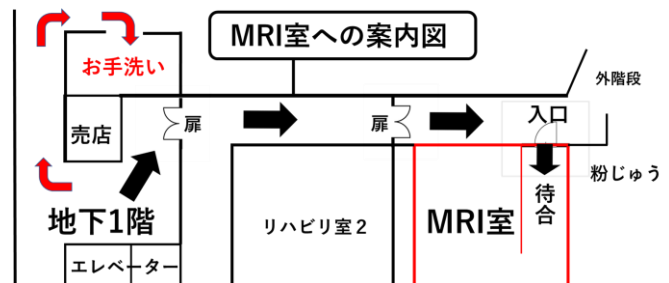 MRI室への案内図
お手洗い
外階段
売店
扉
扉
入口
粉じゅう
地下1階
リハビリ室2
MRI室
待合
エレベーター